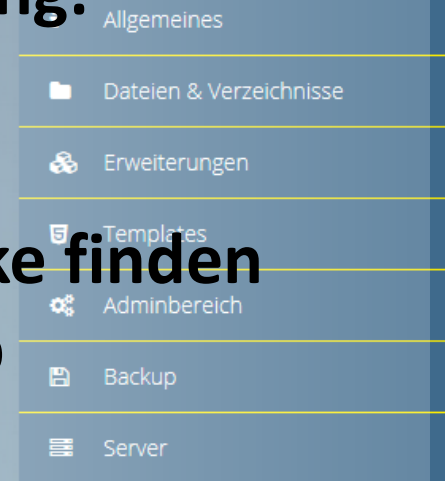 ng:
Allgemeines
Dateien & Verzeichnisse
Erweiterungen
Templates
ke finden
Adminbereich
Backup
Server